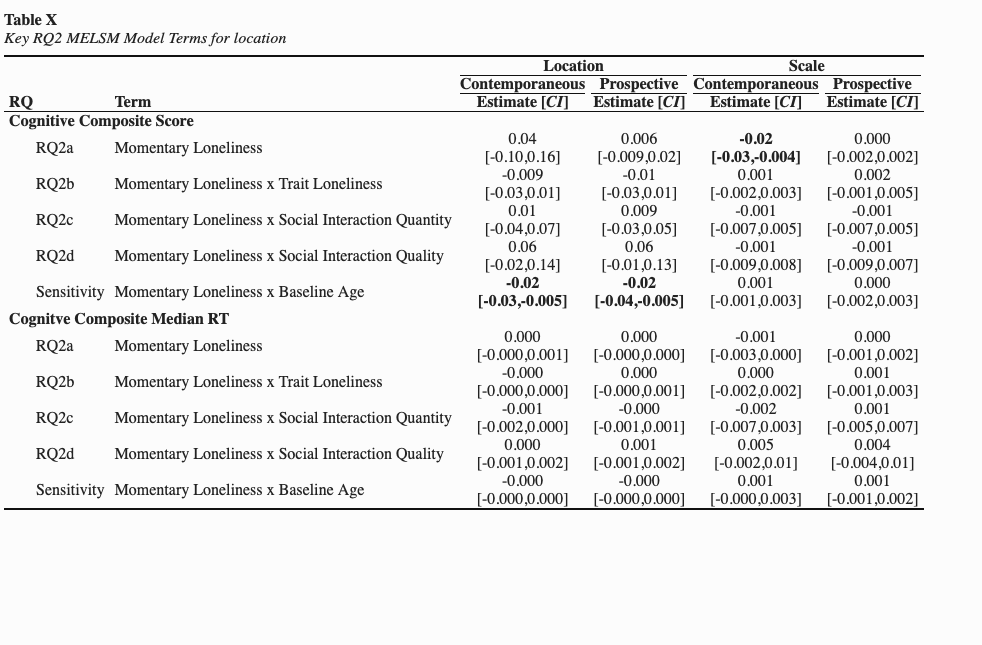 Table X
Key RQ2 MELSM Model Terms for location
Location Scale
Contemporaneous Prospective Contemporaneous Prospective
RQ Term Estimate [CI] Estimate [CI] Estimate [CI] Estimate [CI]
Cognitive Composite Score
RQ2a Momentary Loneliness 0.04 0.006 -0.02 0.000
[-0.10,0.16] [-0.009,0.02] [-0.03,-0.004] [-0.002,0.002]
RQ2b Momentary Loneliness x Trait Loneliness -0.009 -0.01 0.001 0.002
[-0.03,0.01] [-0.03,0.01] [-0.002,0.003] [-0.001,0.005]
RQ2c Momentary Loneliness x Social Interaction Quantity 0.01 0.009 -0.001 -0.001
[-0.04,0.07] [-0.03,0.05] [-0.007,0.005] [-0.007,0.005]
RQ2d Momentary Loneliness x Social Interaction Quality 0.06 0.06 -0.001 -0.001
[-0.02,0.14] [-0.01,0.13] [-0.009,0.008] [-0.009,0.007]
Sensitivity Momentary Loneliness x Baseline Age -0.02 -0.02 0.001 0.000
[-0.03,-0.005] [-0.04,-0.005] [-0.001,0.003] [-0.002,0.003]
Cognitve Composite Median RT
RQ2a Momentary Loneliness 0.000 0.000 -0.001 0.000
[-0.000,0.001] [-0.000,0.000] [-0.003,0.000] [-0.001,0.002]
RQ2b Momentary Loneliness x Trait Loneliness -0.000 0.000 0.000 0.001
[-0.000,0.000] [-0.000,0.001] [-0.002,0.002] [-0.001,0.003]
RQ2c Momentary Loneliness x Social Interaction Quantity -0.001 -0.000 -0.002 0.001
[-0.002,0.000] [-0.001,0.001] [-0.007,0.003] [-0.005,0.007]
RQ2d Momentary Loneliness x Social Interaction Quality 0.000 0.001 0.005 0.004
[-0.001,0.002] [-0.001,0.002] [-0.002,0.01] [-0.004,0.01]
Sensitivity Momentary Loneliness x Baseline Age -0.000 -0.000 0.001 0.001
[-0.000,0.000] [-0.000,0.000] [-0.000,0.003] [-0.001,0.002]